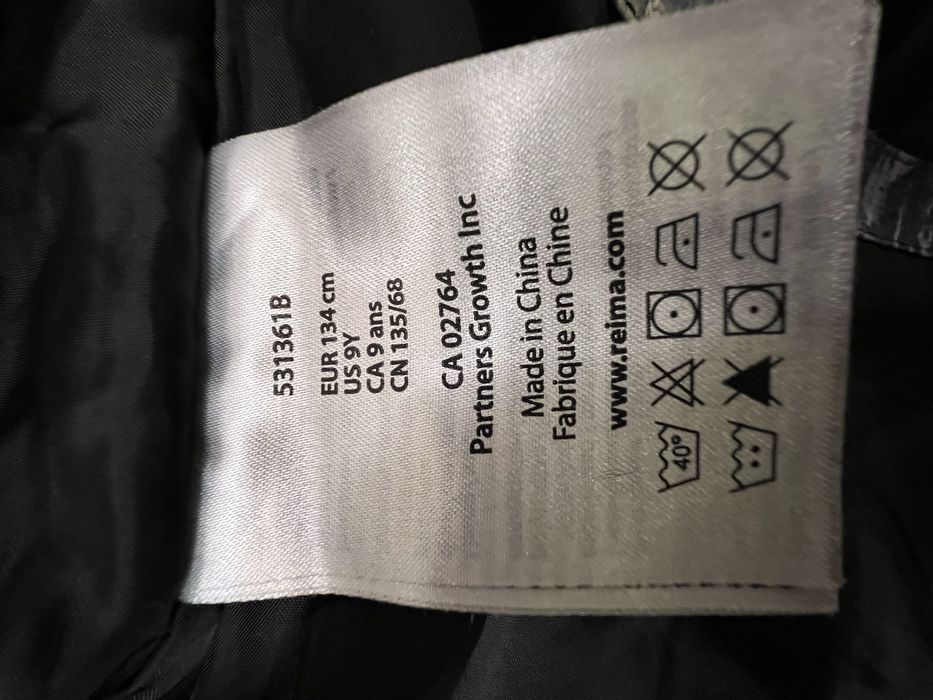 531361B
EUR 134 cm
US 9Y
CA 9 ans
CN 135/68
CA 02764
Partners Growth Inc
Made in China
Fabrique en Chine
www.reima.com
40°